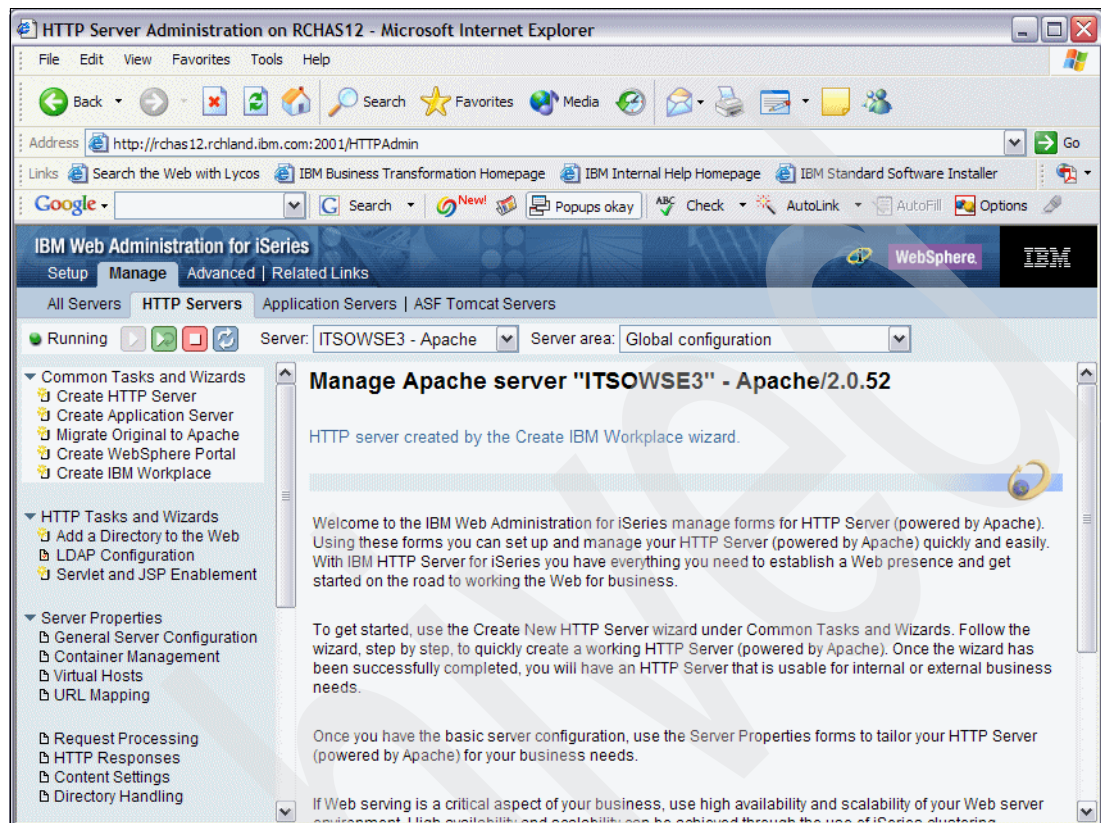 HTTP Server Administration on RCHAS12 - Microsoft Internet Explorer
File Edit View Favorites Tools Help
Back Search Favorites Media
Address http://rchas12.rchland.ibm.com:2001/HTTPAdmin Go
Links Search the Web with Lycos IBM Business Transformation Homepage IBM Internal Help Homepage IBM Standard Software Installer
Google Search New! Popups okay ABC Check AutoLink AutoFill Options
IBM Web Administration for iSeries
WebSphere. IBM
Setup Manage Advanced | Related Links
All Servers HTTP Servers Application Servers | ASF Tomcat Servers
Running Server: ITSOWSE3 - Apache Server area: Global configuration
Common Tasks and Wizards
Create HTTP Server
Create Application Server
Migrate Original to Apache
Create WebSphere Portal
Create IBM Workplace
HTTP Tasks and Wizards
Add a Directory to the Web
LDAP Configuration
Servlet and JSP Enablement
Server Properties
General Server Configuration
Container Management
Virtual Hosts
URL Mapping
Request Processing
HTTP Responses
Content Settings
Directory Handling
Manage Apache server "ITSOWSE3" - Apache/2.0.52
HTTP server created by the Create IBM Workplace wizard.
Welcome to the IBM Web Administration for iSeries manage forms for HTTP Server (powered by Apache).
Using these forms you can set up and manage your HTTP Server (powered by Apache) quickly and easily.
With IBM HTTP Server for iSeries you have everything you need to establish a Web presence and get
started on the road to working the Web for business.
To get started, use the Create New HTTP Server wizard under Common Tasks and Wizards. Follow the
wizard, step by step, to quickly create a working HTTP Server (powered by Apache). Once the wizard has
been successfully completed, you will have an HTTP Server that is usable for internal or external business
needs.
Once you have the basic server configuration, use the Server Properties forms to tailor your HTTP Server
(powered by Apache) for your business needs.
If Web serving is a critical aspect of your business, use high availability and scalability of your Web server
environment. High availability and scalability can be achieved through the use of iSeries clustering